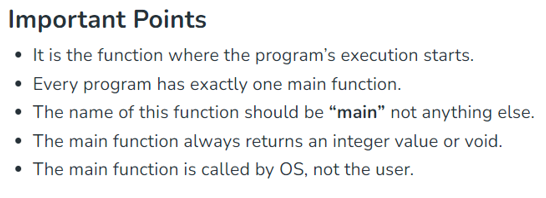 Important Points
• It is the function where the program’s execution starts.
• Every program has exactly one main function.
• The name of this function should be “main” not anything else.
• The main function always returns an integer value or void.
• The main function is called by OS, not the user.